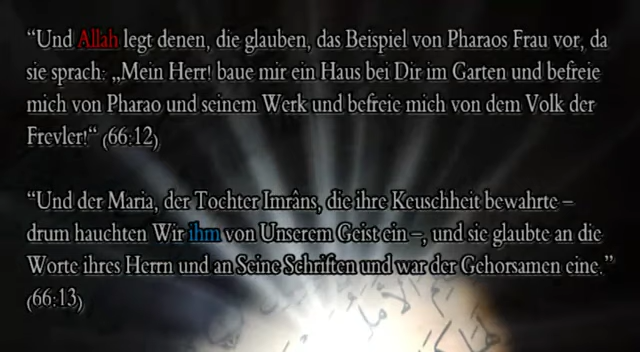 “Und Allah legt denen, die glauben, das Beispiel von Pharaos Frau vor, da
sie sprach: „Mein Herr! baue mir ein Haus bei Dir im Garten und befreie
mich von Pharao und seinem Werk und befreie mich von dem Volk der
Frevler!“ (66:12)
“Und der Maria, der Tochter Imrâns, die ihre Keuschheit bewahrte –
drum hauchten Wir ihm von Unserem Geist ein –, und sie glaubte an die
Worte ihres Herrn und an Seine Schriften und war der Gehorsamen eine.”
(66:13)